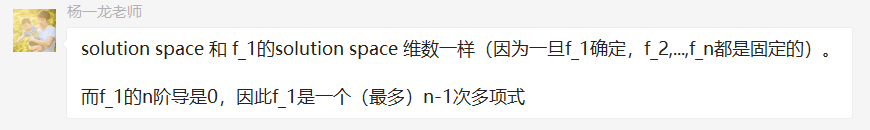 杨一龙老师
solution space 和 f_1的solution space 维数一样（因为一旦f_1确定，f_2,...,f_n都是固定的）。
而f_1的n阶导是0，因此f_1是一个（最多）n-1次多项式